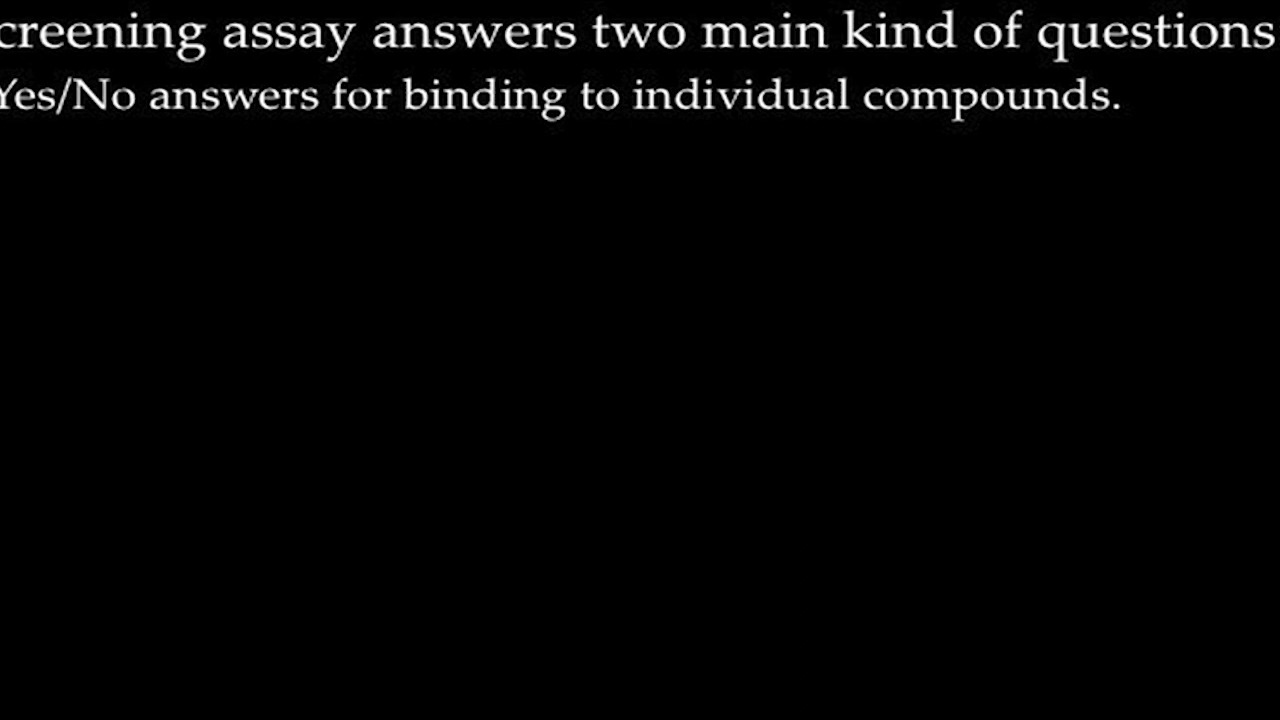 creening assay answers two main kind of questions
Yes/No answers for binding to individual compounds.